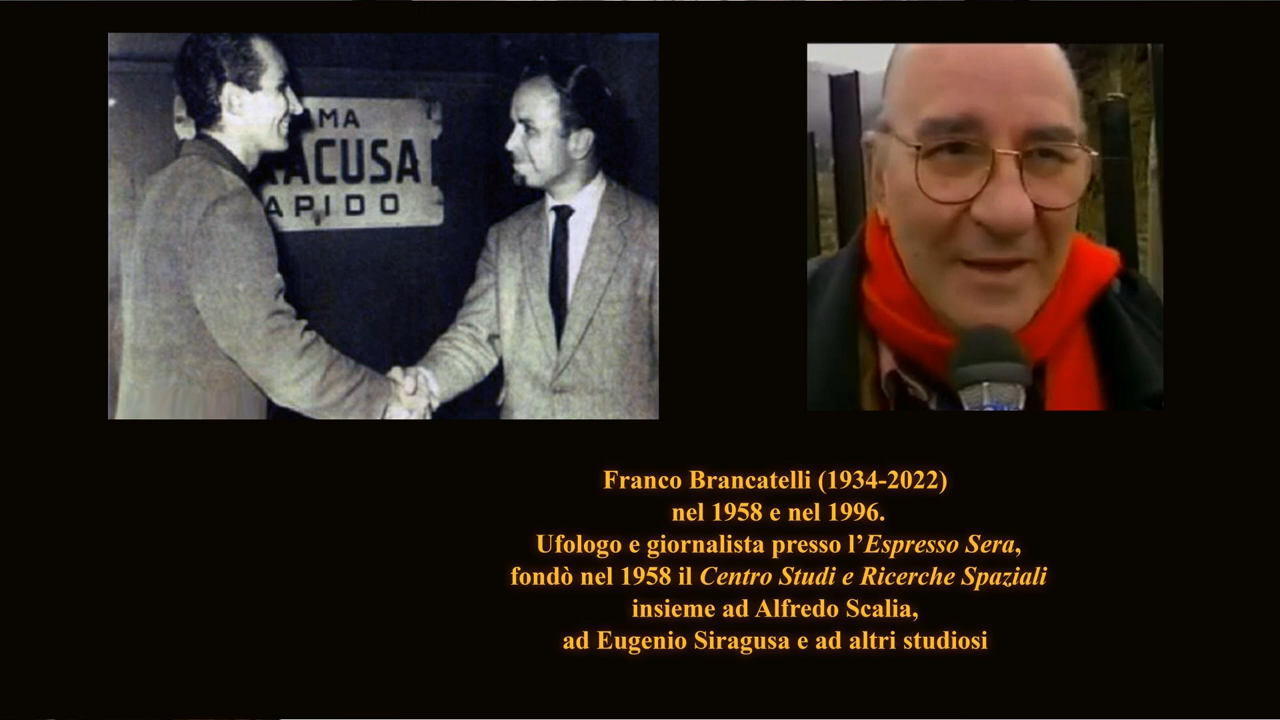 MA
RACUSA
APIDO
Franco Brancatelli (1934-2022)
nel 1958 e nel 1996.
Ufologo e giornalista presso l’Espresso Sera,
fondò nel 1958 il Centro Studi e Ricerche Spaziali
insieme ad Alfredo Scalia,
ad Eugenio Siragusa e ad altri studiosi